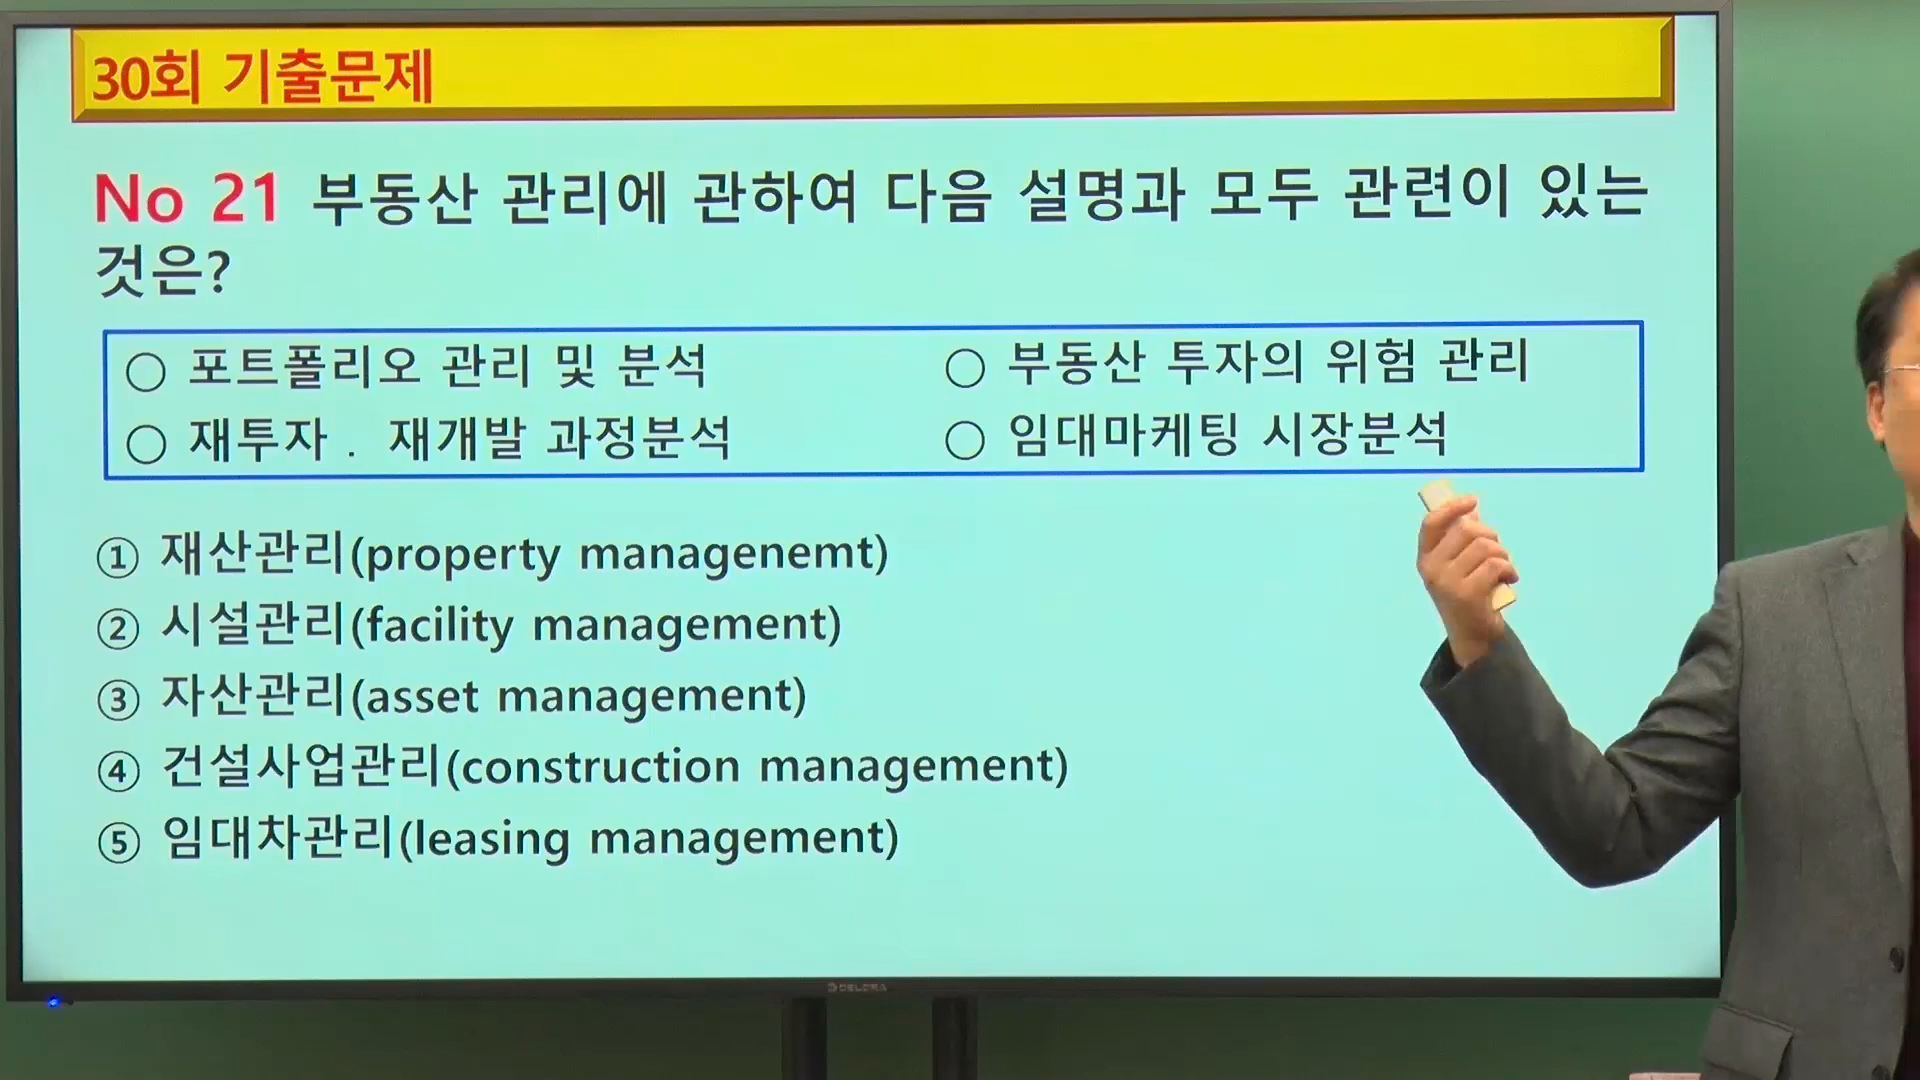 30회 기출문제
No 21 부동산 관리에 관하여 다음 설명과 모두 관련이 있는
것은?
○ 포트폴리오 관리 및 분석 ○ 부동산 투자의 위험 관리
○ 재투자 . 재개발 과정분석 ○ 임대마케팅 시장분석
① 재산관리(property managenemt)
② 시설관리(facility management)
③ 자산관리(asset management)
④ 건설사업관리(construction management)
⑤ 임대차관리(leasing management)